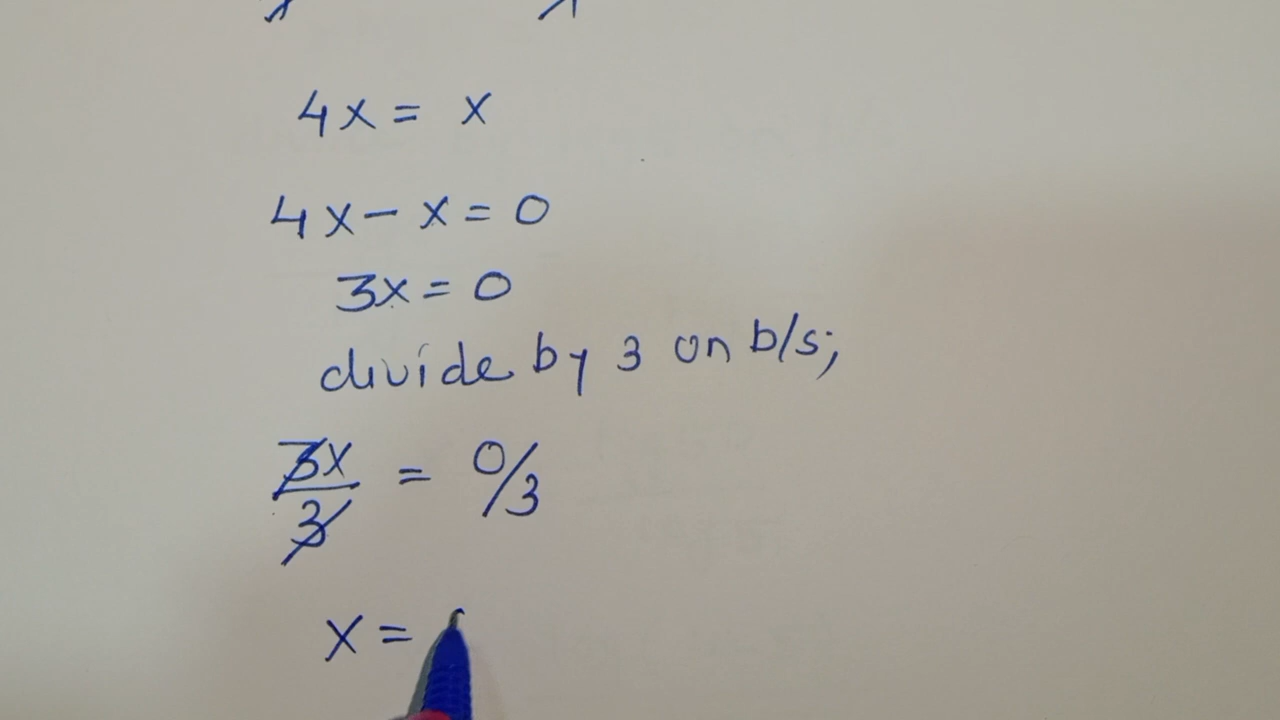 4x = x
4x - x = 0
3x = 0
divide by 3 on b/s;
3x/3 = 0/3
x =